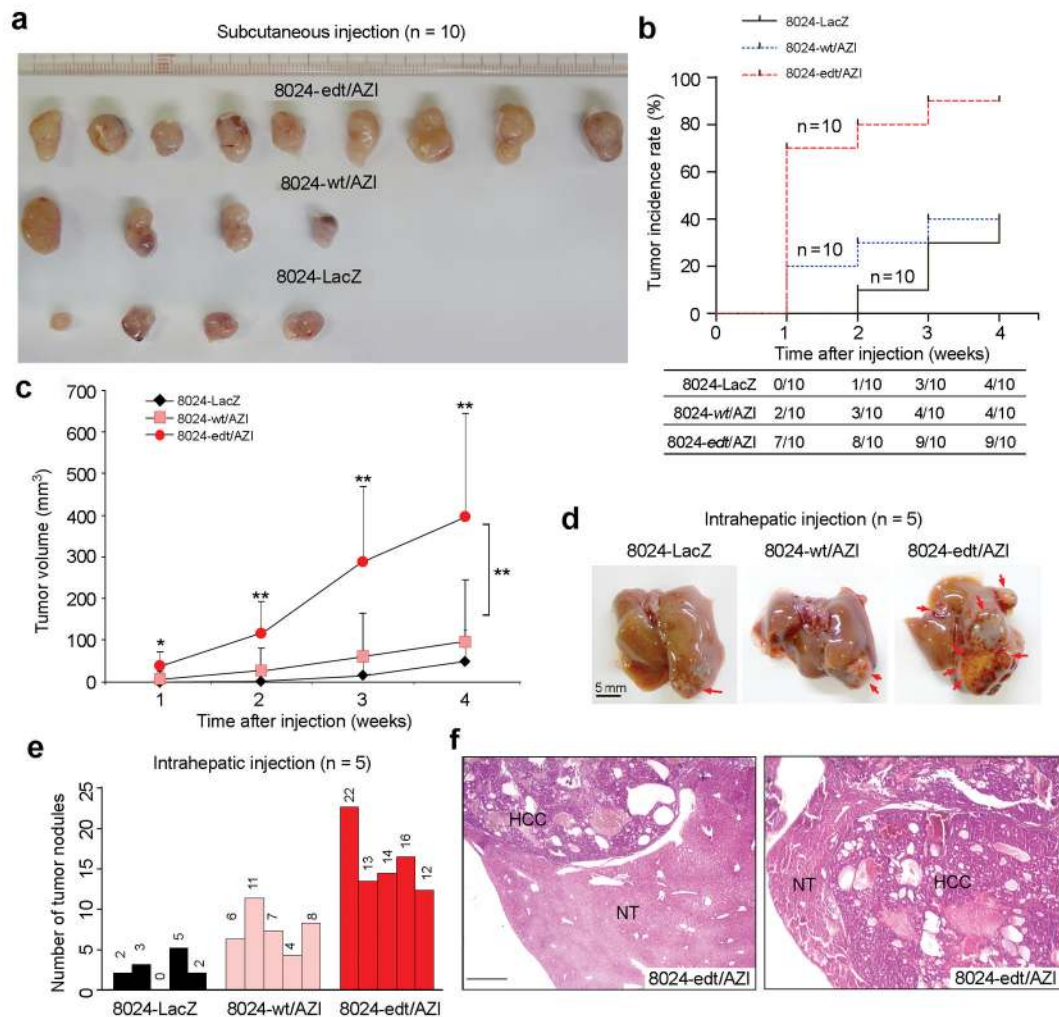 a
Subcutaneous injection (n = 10)
8024-edt/AZI
8024-wt/AZI
8024-LacZ
b
8024-LacZ
8024-wt/AZI
8024-edt/AZI
Tumor incidence rate (%)
100
80
60
40
20
0
n=10
n=10
n=10
0 1 2 3 4
Time after injection (weeks)
8024-LacZ 0/10 1/10 3/10 4/10
8024-wt/AZI 2/10 3/10 4/10 4/10
8024-edt/AZI 7/10 8/10 9/10 9/10
c
8024-LacZ
8024-wt/AZI
8024-edt/AZI
Tumor volume (mm³)
700
600
500
400
300
200
100
0
*
**
**
**
**
1 2 3 4
Time after injection (weeks)
d
Intrahepatic injection (n = 5)
8024-LacZ 8024-wt/AZI 8024-edt/AZI
5 mm
e
Intrahepatic injection (n = 5)
Number of tumor nodules
25
20
15
10
5
0
2 3 0 5 2
6 11 7 4 8
22 13 14 16 12
8024-LacZ 8024-wt/AZI 8024-edt/AZI
f
HCC
NT
8024-edt/AZI
NT
HCC
8024-edt/AZI